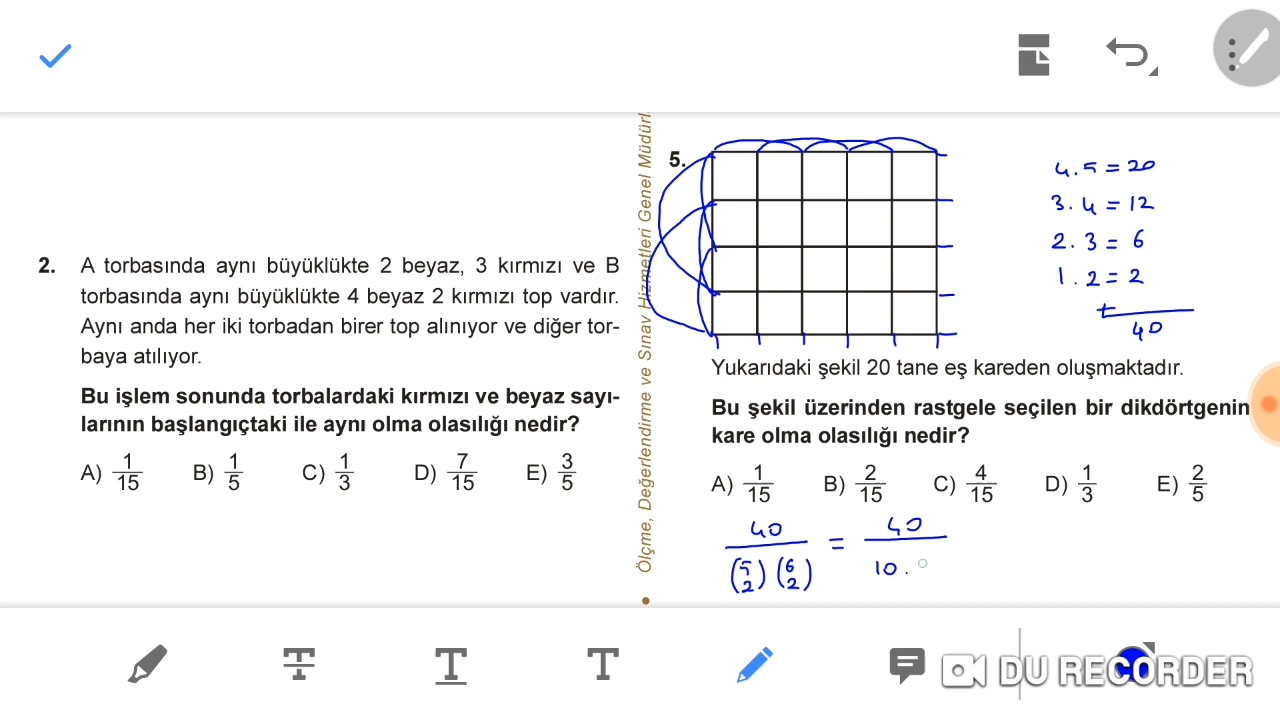 2. A torbasında aynı büyüklükte 2 beyaz, 3 kırmızı ve B
torbasında aynı büyüklükte 4 beyaz 2 kırmızı top vardır.
Aynı anda her iki torbadan birer top alınıyor ve diğer tor-
baya atılıyor.
Bu işlem sonunda torbalardaki kırmızı ve beyaz sayı-
larının başlangıçtaki ile aynı olma olasılığı nedir?
A) 1/15 B) 1/5 C) 1/3 D) 7/15 E) 3/5
Ölçme, Değerlendirme ve Sınav Hizmetleri Genel Müdürl
5.
4.5 = 20
3.4 = 12
2.3 = 6
1.2 = 2
+
40
Yukarıdaki şekil 20 tane eş kareden oluşmaktadır.
Bu şekil üzerinden rastgele seçilen bir dikdörtgenin
kare olma olasılığı nedir?
A) 1/15 B) 2/15 C) 4/15 D) 1/3 E) 2/5
40/(5 2)(6 2) = 40/10.
T T T
DU RECORDER